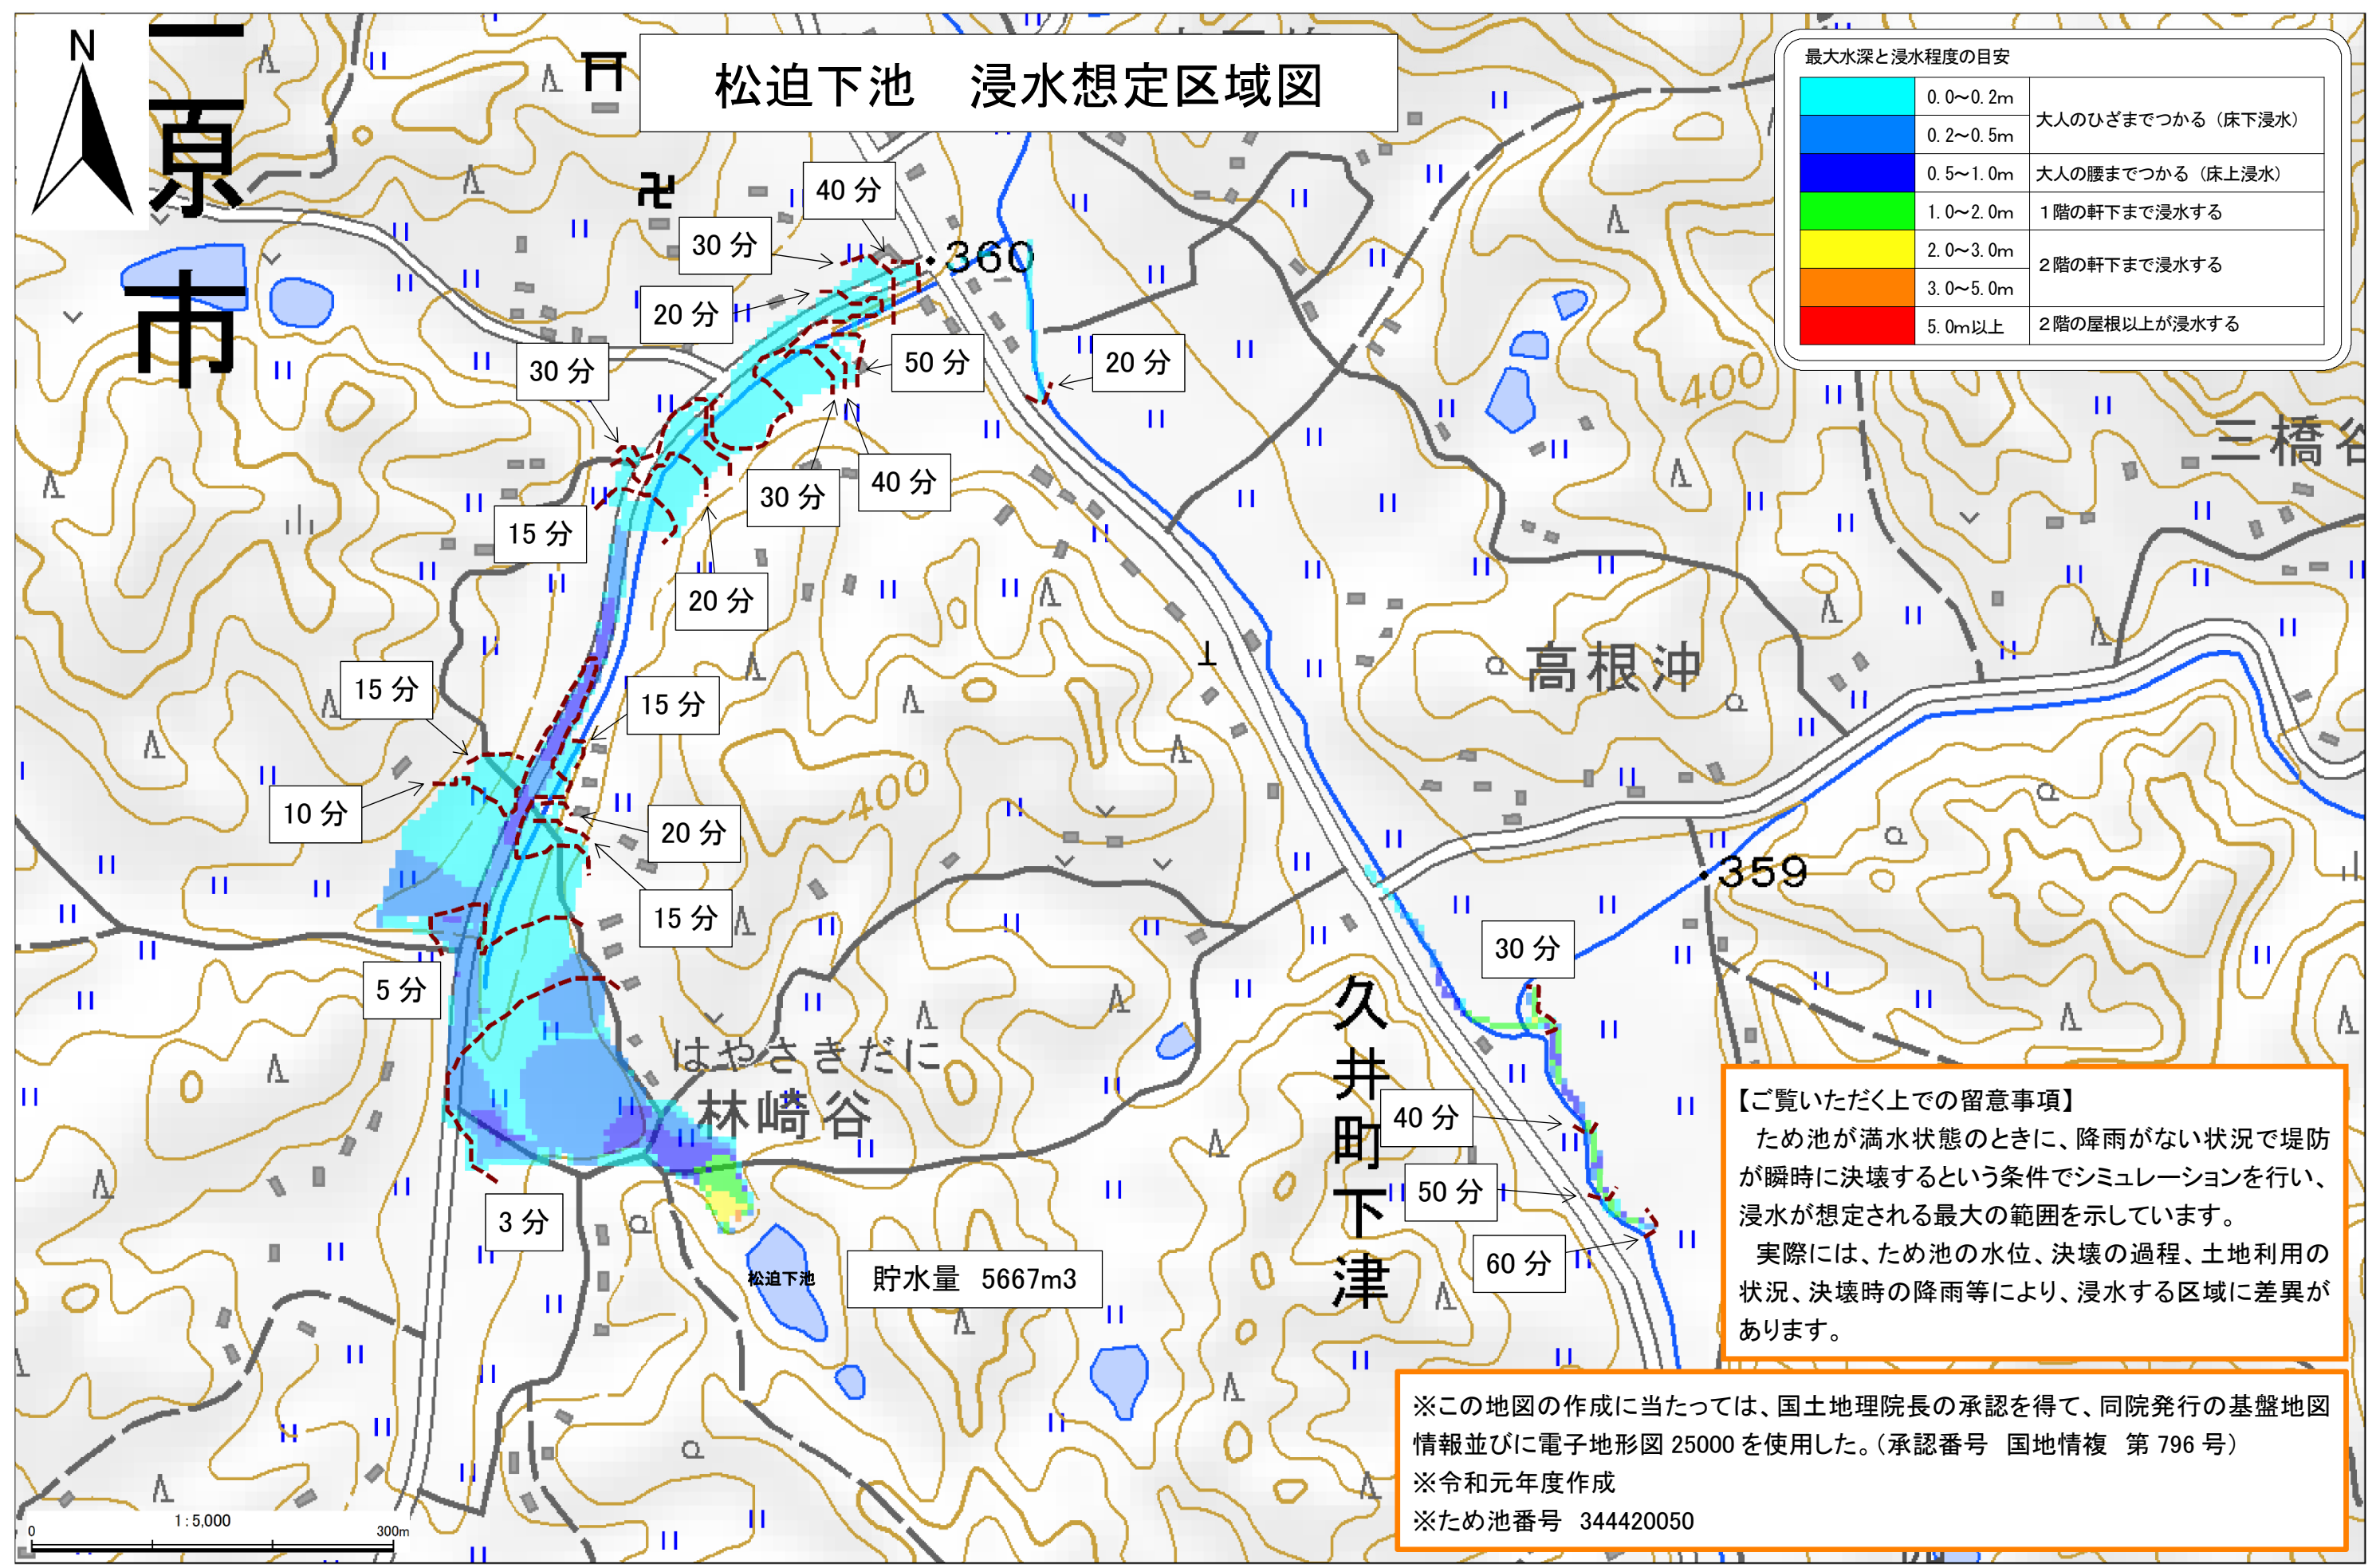 N
原
市
松迫下池　浸水想定区域図
最大水深と浸水程度の目安
0.0～0.2m
大人のひざまでつかる（床下浸水）
0.2～0.5m
0.5～1.0m 大人の腰までつかる（床上浸水）
1.0～2.0m １階の軒下まで浸水する
2.0～3.0m
２階の軒下まで浸水する
3.0～5.0m
5.0m以上 ２階の屋根以上が浸水する
40 分
30 分
360
20 分
30 分
50 分
20 分
400
三橋谷
30 分
40 分
15 分
20 分
高根沖
15 分
15 分
400
10 分
20 分
359
15 分
30 分
5 分
久井町下津
はやさきだに
林崎谷
40 分
50 分
3 分
60 分
松迫下池
貯水量　5667m3
【ご覧いただく上での留意事項】
ため池が満水状態のときに、降雨がない状況で堤防
が瞬時に決壊するという条件でシミュレーションを行い、
浸水が想定される最大の範囲を示しています。
実際には、ため池の水位、決壊の過程、土地利用の
状況、決壊時の降雨等により、浸水する区域に差異が
あります。
※この地図の作成に当たっては、国土地理院長の承認を得て、同院発行の基盤地図
情報並びに電子地形図 25000 を使用した。（承認番号　国地情複　第 796 号）
※令和元年度作成
※ため池番号　344420050
1:5,000
0 300m